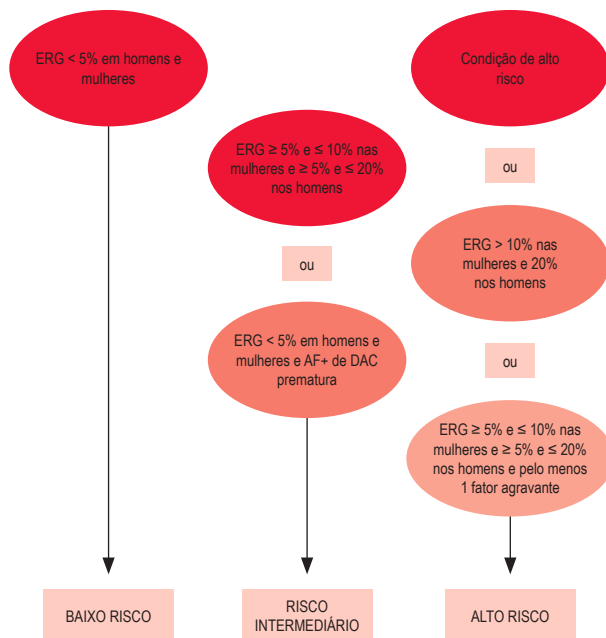 ERG < 5% em homens e
mulheres
Condição de alto
risco
ERG ≥ 5% e ≤ 10% nas
mulheres e ≥ 5% e ≤ 20%
nos homens
ou
ou
ERG > 10% nas
mulheres e 20%
nos homens
ERG < 5% em homens e
mulheres e AF+ de DAC
prematura
ou
ERG ≥ 5% e ≤ 10% nas
mulheres e ≥ 5% e ≤ 20%
nos homens e pelo menos
1 fator agravante
BAIXO RISCO
RISCO
INTERMEDIÁRIO
ALTO RISCO